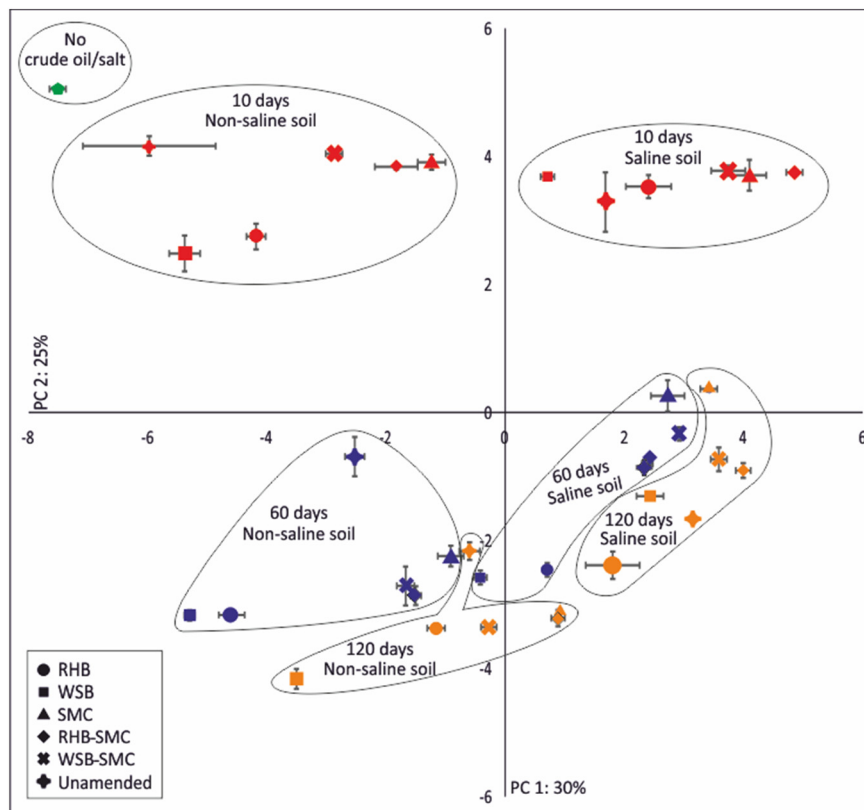 6
No
crude oil/salt
10 days
Non-saline soil
10 days
Saline soil
4
2
PC 2: 25%
0
-8
-6
-4
-2
0
2
4
6
60 days
Saline soil
60 days
Non-saline soil
120 days
Saline soil
-2
120 days
Non-saline soil
-4
RHB
WSB
SMC
RHB-SMC
WSB-SMC
Unamended
PC 1: 30%
-6